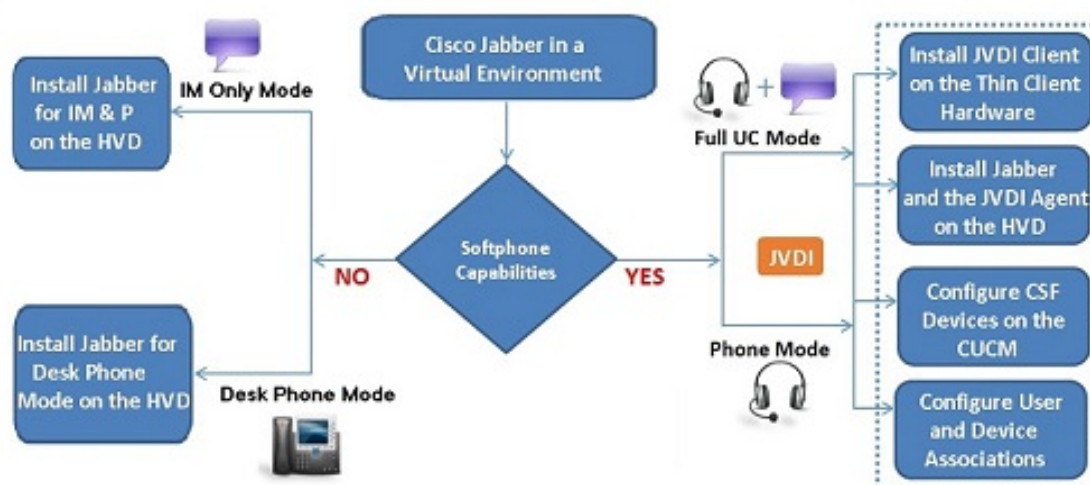 Cisco Jabber in a
Virtual Environment
IM Only Mode
Install Jabber
for IM & P
on the HVD
Softphone
Capabilities
NO
YES
Install Jabber for
Desk Phone
Mode on the HVD
Desk Phone Mode
+
Full UC Mode
JVDI
Phone Mode
Install JVDI Client
on the Thin Client
Hardware
Install Jabber
and the JVDI Agent
on the HVD
Configure CSF
Devices on the
CUCM
Configure User
and Device
Associations